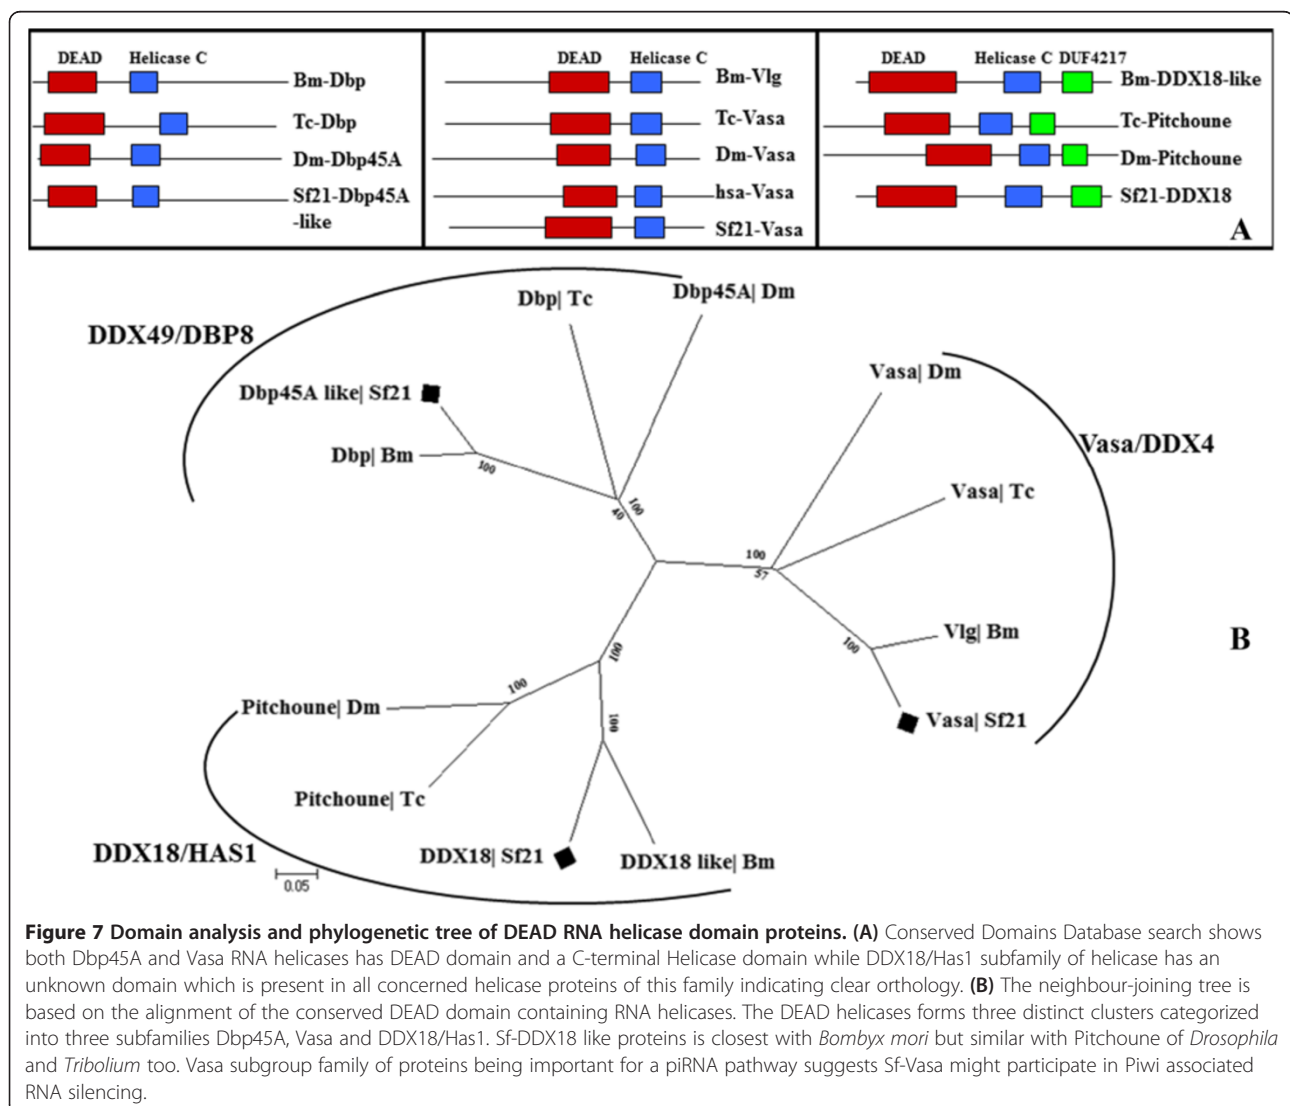 DEAD Helicase C
Bm-Dbp
Tc-Dbp
Dm-Dbp45A
Sf21-Dbp45A
-like
DEAD Helicase C
Bm-Vlg
Tc-Vasa
Dm-Vasa
hsa-Vasa
Sf21-Vasa
DEAD Helicase C DUF4217
Bm-DDX18-like
Tc-Pitchoune
Dm-Pitchoune
Sf21-DDX18
A
DDX49/DBP8
Dbp| Tc
Dbp45A| Dm
Dbp45A like| Sf21
Dbp| Bm
100
100
49
Vasa/DDX4
Vasa| Dm
Vasa| Tc
100
57
100
Vlg| Bm
Vasa| Sf21
B
100
100
100
Pitchoune| Dm
Pitchoune| Tc
DDX18/HAS1
DDX18| Sf21
DDX18 like| Bm
0.05
Figure 7 Domain analysis and phylogenetic tree of DEAD RNA helicase domain proteins. (A) Conserved Domains Database search shows
both Dbp45A and Vasa RNA helicases has DEAD domain and a C-terminal Helicase domain while DDX18/Has1 subfamily of helicase has an
unknown domain which is present in all concerned helicase proteins of this family indicating clear orthology. (B) The neighbour-joining tree is
based on the alignment of the conserved DEAD domain containing RNA helicases. The DEAD helicases forms three distinct clusters categorized
into three subfamilies Dbp45A, Vasa and DDX18/Has1. Sf-DDX18 like proteins is closest with Bombyx mori but similar with Pitchoune of Drosophila
and Tribolium too. Vasa subgroup family of proteins being important for a piRNA pathway suggests Sf-Vasa might participate in Piwi associated
RNA silencing.